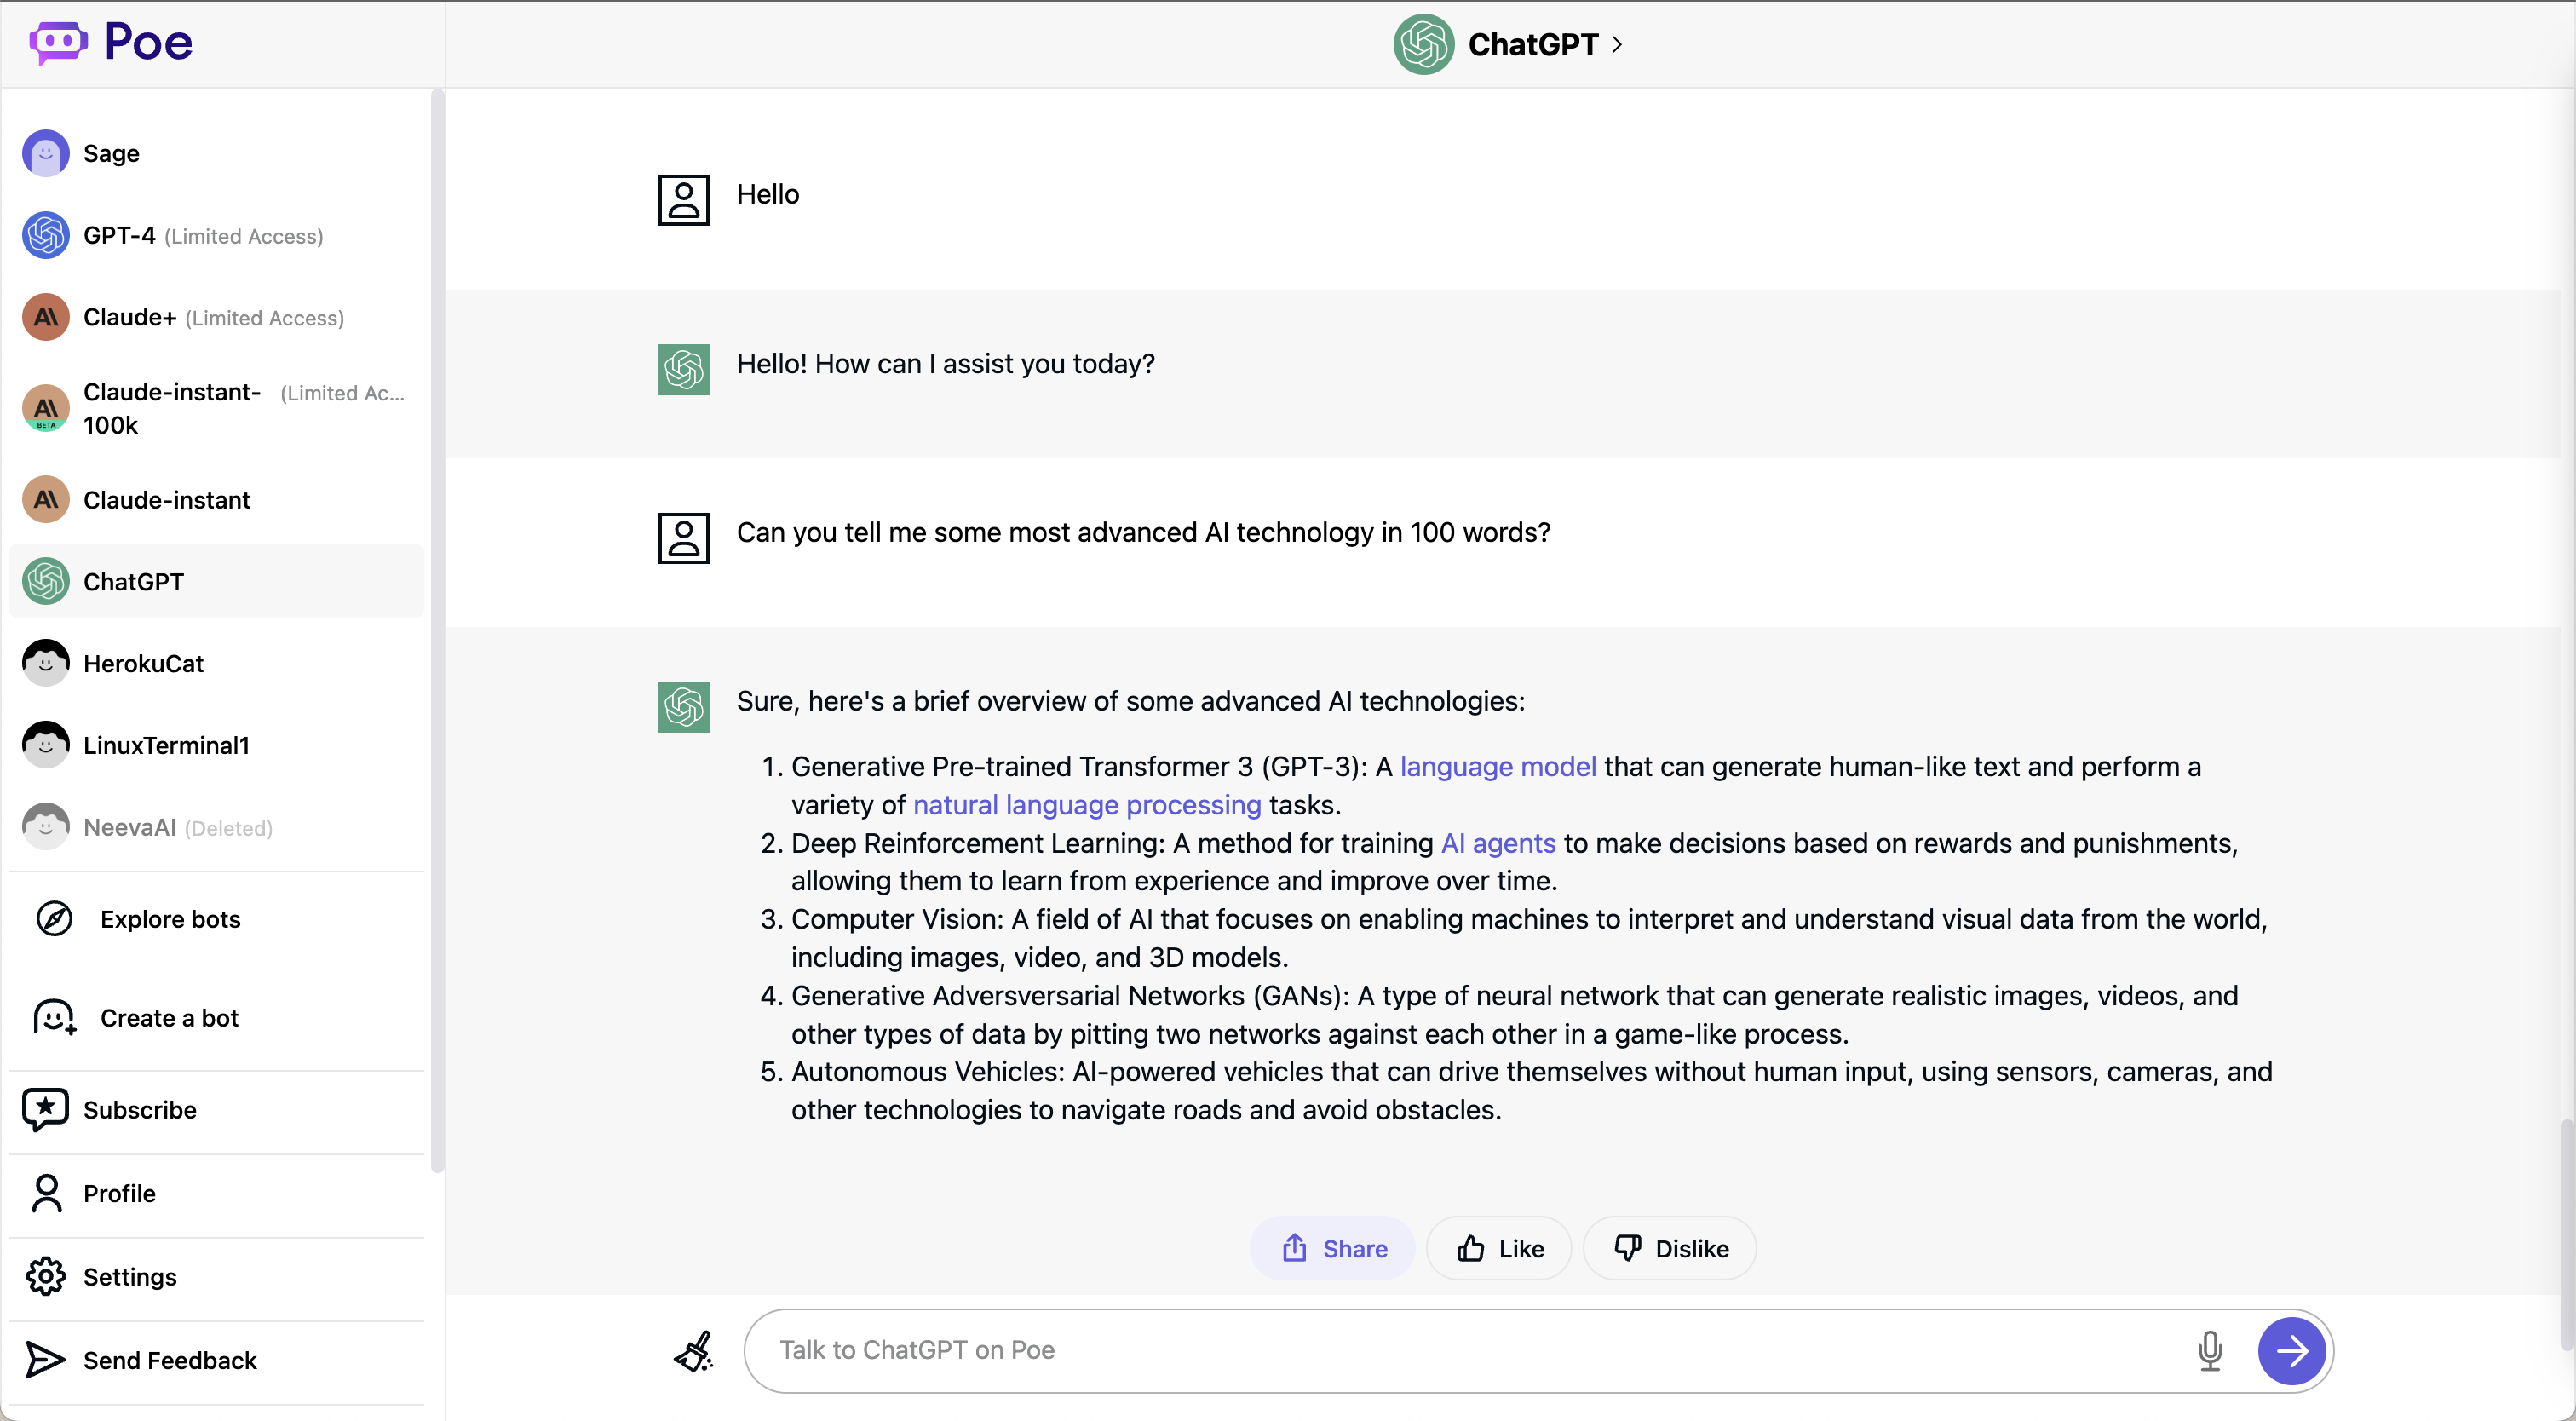 Poe
ChatGPT
Sage
GPT-4 (Limited Access)
Claude+ (Limited Access)
Claude-instant- (Limited Ac...
100k
BETA
Claude-instant
ChatGPT
HerokuCat
LinuxTerminal1
NeevaAI (Deleted)
Explore bots
Create a bot
Subscribe
Profile
Settings
Send Feedback
Hello
Hello! How can I assist you today?
Can you tell me some most advanced AI technology in 100 words?
Sure, here's a brief overview of some advanced AI technologies:
1. Generative Pre-trained Transformer 3 (GPT-3): A language model that can generate human-like text and perform a
variety of natural language processing tasks.
2. Deep Reinforcement Learning: A method for training AI agents to make decisions based on rewards and punishments,
allowing them to learn from experience and improve over time.
3. Computer Vision: A field of AI that focuses on enabling machines to interpret and understand visual data from the world,
including images, video, and 3D models.
4. Generative Adversversarial Networks (GANs): A type of neural network that can generate realistic images, videos, and
other types of data by pitting two networks against each other in a game-like process.
5. Autonomous Vehicles: AI-powered vehicles that can drive themselves without human input, using sensors, cameras, and
other technologies to navigate roads and avoid obstacles.
Share
Like
Dislike
Talk to ChatGPT on Poe